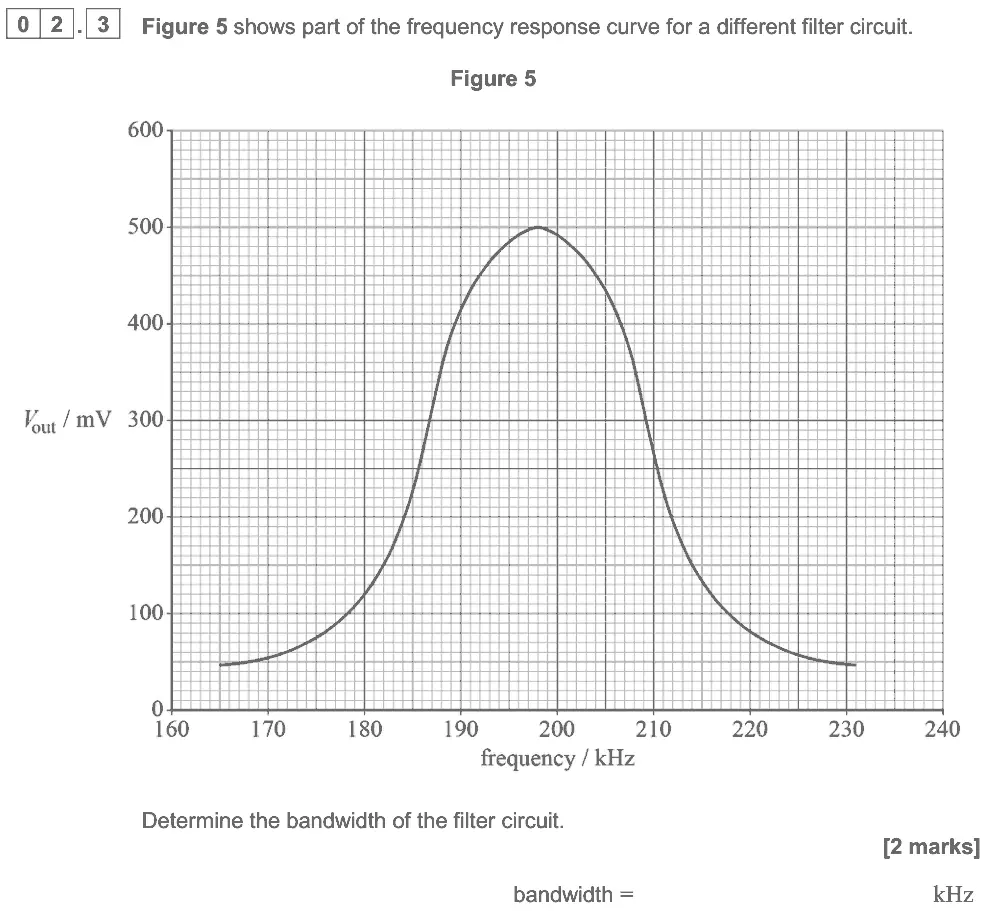 0 2 . 3 Figure 5 shows part of the frequency response curve for a different filter circuit.
Figure 5
600
500
400
V_out / mV 300
200
100
0
160 170 180 190 200 210 220 230 240
frequency / kHz
Determine the bandwidth of the filter circuit.
[2 marks]
bandwidth = kHz